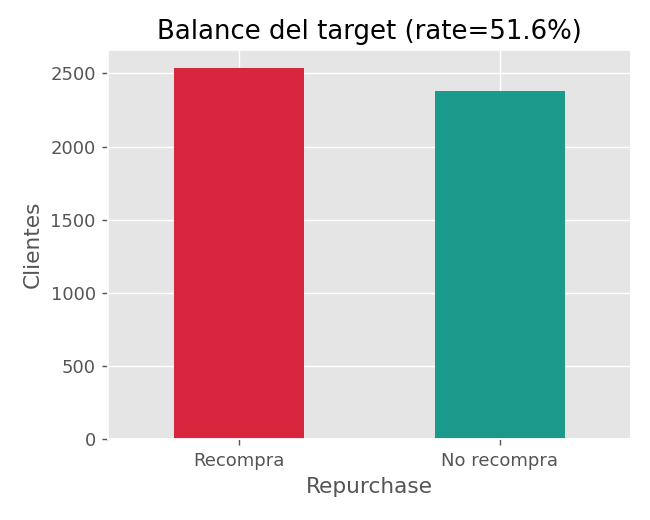 Balance del target (rate=51.6%)
2500
2000
1500
1000
500
0
Clientes
Recompra
No recompra
Repurchase